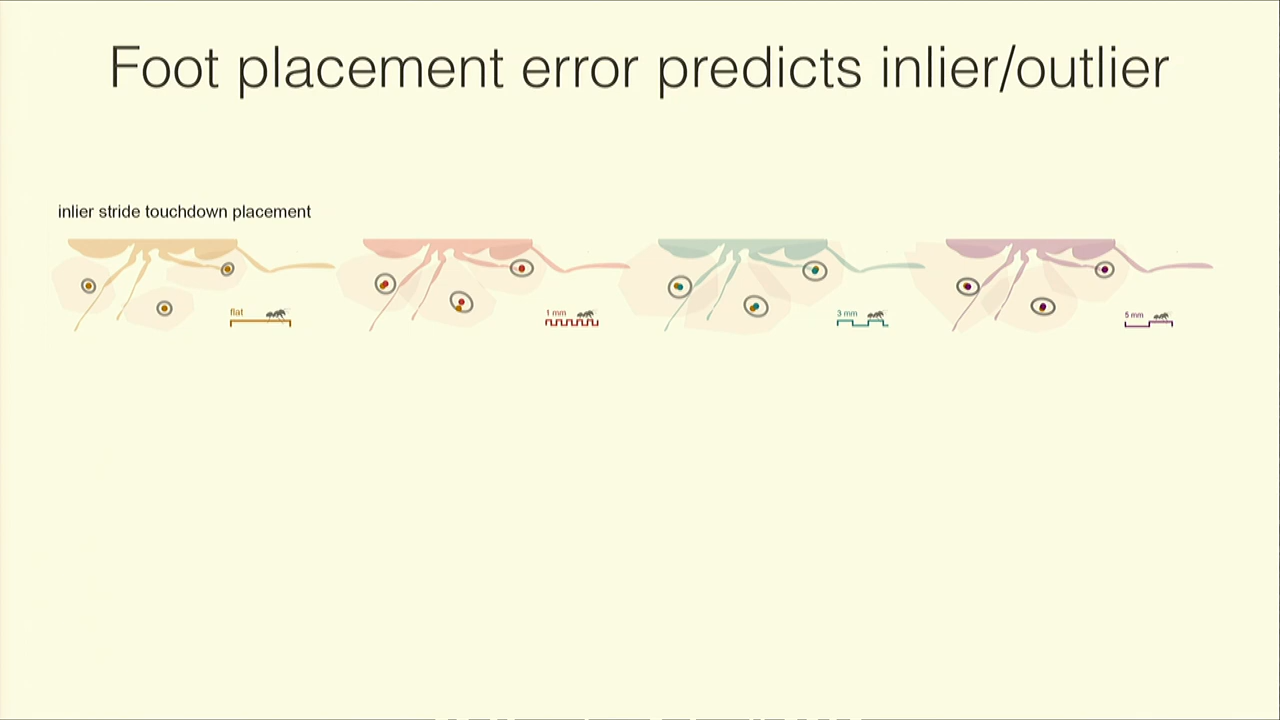 Foot placement error predicts inlier/outlier
inlier stride touchdown placement
flat
1 mm
3 mm
5 mm